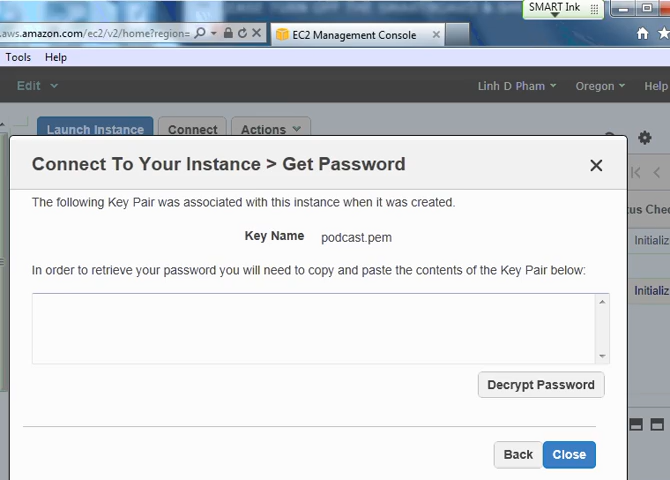 SMART Ink
.aws.amazon.com/ec2/v2/home?region=
EC2 Management Console
Tools Help
Edit
Linh D Pham Oregon Help
Launch Instance Connect Actions
Connect To Your Instance > Get Password
The following Key Pair was associated with this instance when it was created.
tus Chec
Key Name podcast.pem
Initializ
In order to retrieve your password you will need to copy and paste the contents of the Key Pair below:
Initializ
Decrypt Password
Back Close